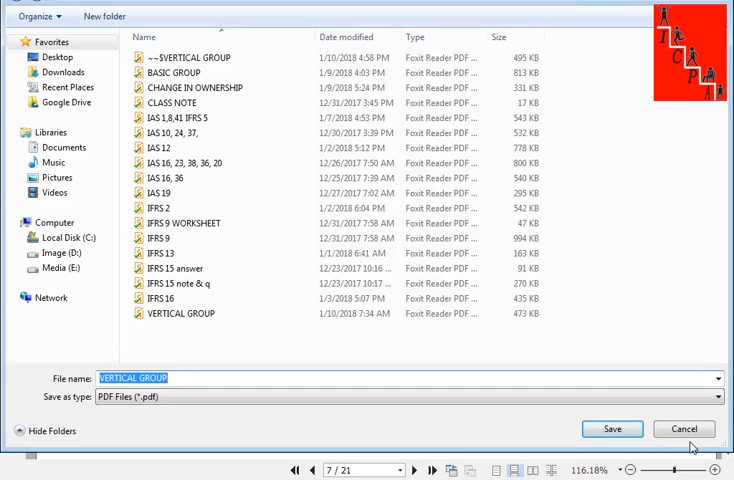 Organize
New folder
Name
Date modified
Type
Size
Favorites
Desktop
Downloads
Recent Places
Google Drive
Libraries
Documents
Music
Pictures
Videos
Computer
Local Disk (C:)
Image (D:)
Media (E:)
Network
~~$VERTICAL GROUP 1/10/2018 4:58 PM Foxit Reader PDF ... 495 KB
BASIC GROUP 1/9/2018 4:03 PM Foxit Reader PDF ... 813 KB
CHANGE IN OWNERSHIP 1/9/2018 5:24 PM Foxit Reader PDF ... 331 KB
CLASS NOTE 12/31/2017 3:45 PM Foxit Reader PDF ... 17 KB
IAS 1,8,41 IFRS 5 1/7/2018 4:53 PM Foxit Reader PDF ... 543 KB
IAS 10, 24, 37, 12/30/2017 3:39 PM Foxit Reader PDF ... 532 KB
IAS 12 1/2/2018 5:12 PM Foxit Reader PDF ... 778 KB
IAS 16, 23, 38, 36, 20 12/26/2017 7:50 AM Foxit Reader PDF ... 800 KB
IAS 16, 36 12/25/2017 7:39 AM Foxit Reader PDF ... 540 KB
IAS 19 12/27/2017 7:02 AM Foxit Reader PDF ... 295 KB
IFRS 2 1/2/2018 6:04 PM Foxit Reader PDF ... 542 KB
IFRS 9 WORKSHEET 12/31/2017 7:58 AM Foxit Reader PDF ... 47 KB
IFRS 9 12/31/2017 7:58 AM Foxit Reader PDF ... 994 KB
IFRS 13 1/1/2018 6:41 AM Foxit Reader PDF ... 163 KB
IFRS 15 answer 12/23/2017 10:16 ... Foxit Reader PDF ... 91 KB
IFRS 15 note & q 12/23/2017 10:17 ... Foxit Reader PDF ... 270 KB
IFRS 16 1/3/2018 5:07 PM Foxit Reader PDF ... 435 KB
VERTICAL GROUP 1/10/2018 7:34 AM Foxit Reader PDF ... 473 KB
I
C
P
A
File name: VERTICAL GROUP
Save as type: PDF Files (*.pdf)
Hide Folders
Save
Cancel
7 / 21
116.18%